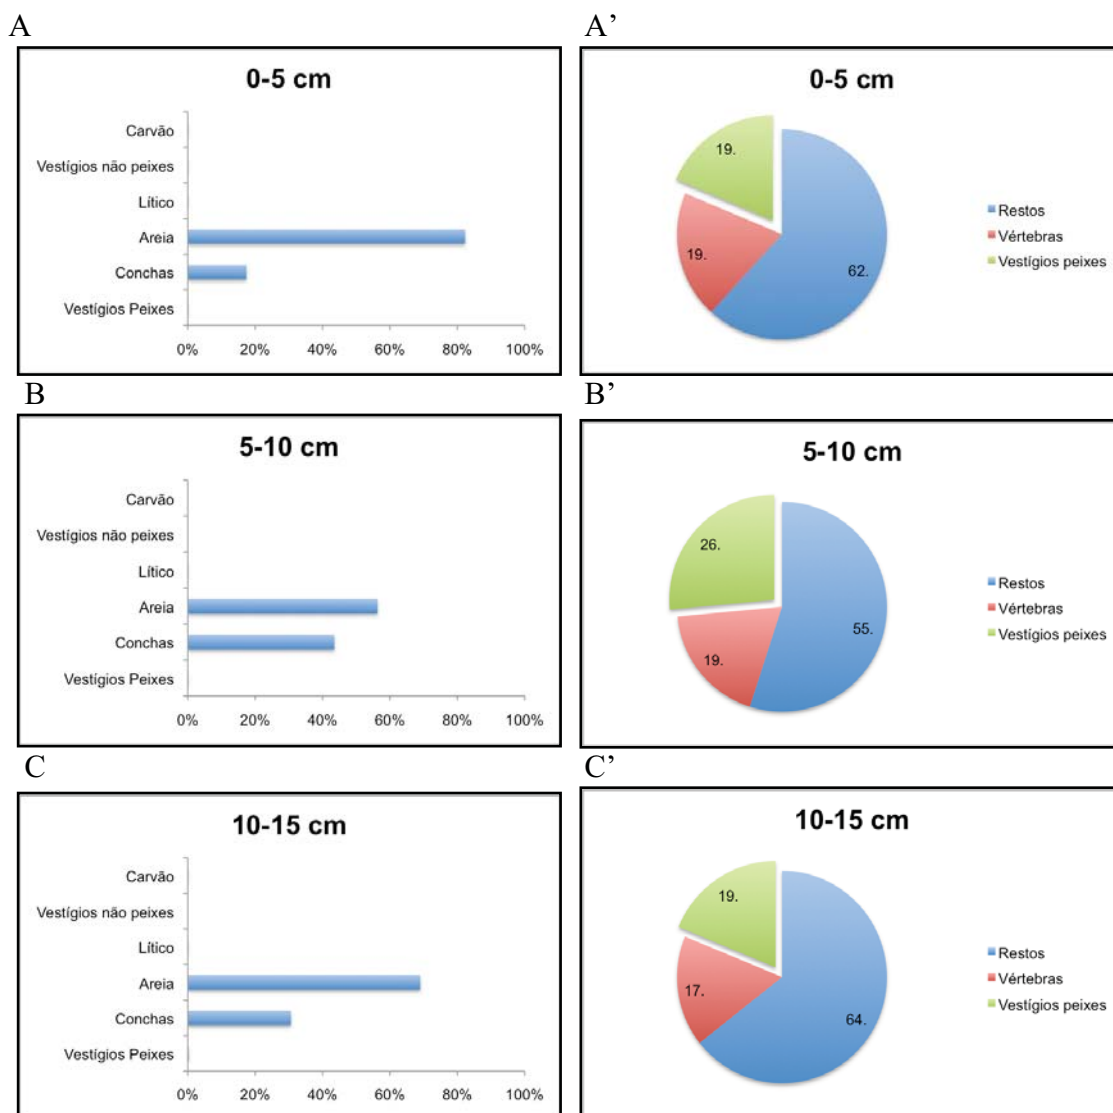 A
0-5 cm
Carvão
Vestígios não peixes
Lítico
Areia
Conchas
Vestígios Peixes
0% 20% 40% 60% 80% 100%
A’
0-5 cm
19.
19.
62.
Restos
Vértebras
Vestígios peixes
B
5-10 cm
Carvão
Vestígios não peixes
Lítico
Areia
Conchas
Vestígios Peixes
0% 20% 40% 60% 80% 100%
B’
5-10 cm
26.
19.
55.
Restos
Vértebras
Vestígios peixes
C
10-15 cm
Carvão
Vestígios não peixes
Lítico
Areia
Conchas
Vestígios Peixes
0% 20% 40% 60% 80% 100%
C’
10-15 cm
19.
17.
64.
Restos
Vértebras
Vestígios peixes